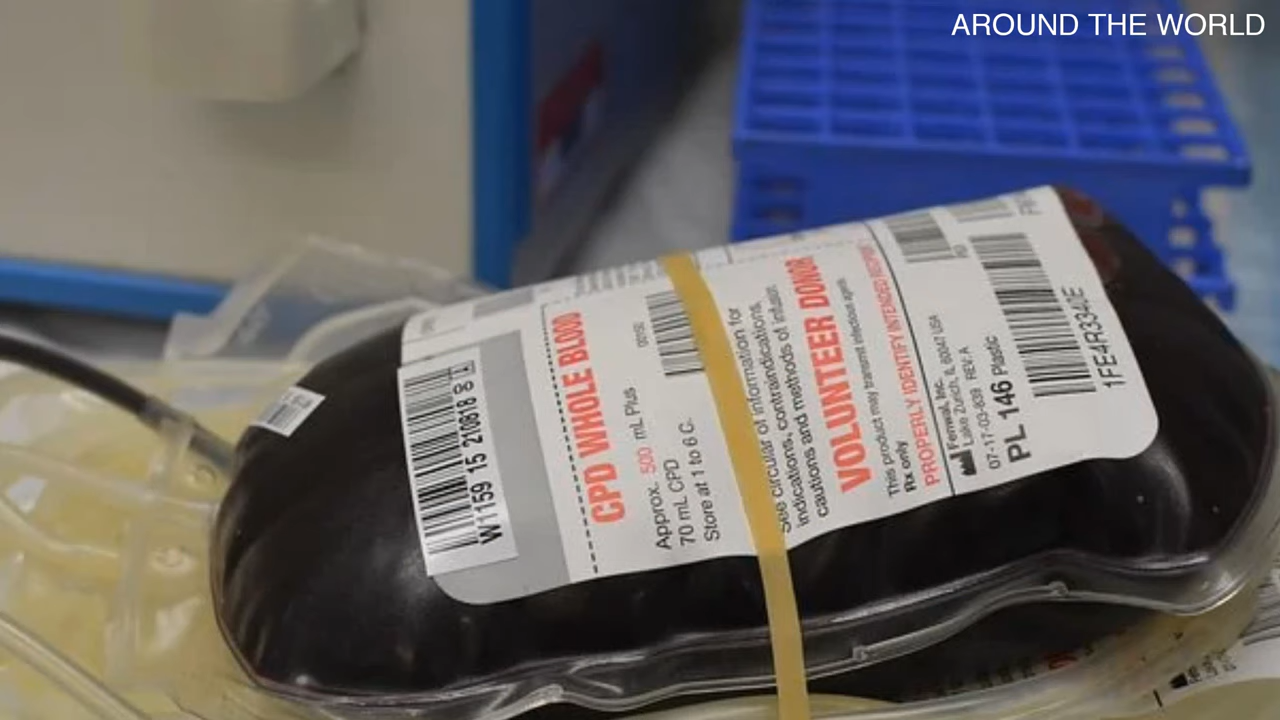 AROUND THE WORLD
W1159 15 210618 8
CPD WHOLE BLOOD
Approx. 500 mL Plus
70 mL CPD
Store at 1 to 6 C.
See circular of information for
indications, contraindications,
cautions and methods of infusion
VOLUNTEER DONOR
This product may transmit infectious agents
Rx only
PROPERLY IDENTIFY INTENDED RECIPIENT
Fenwal, Inc.
Lake Zurich, IL 60047 USA
07-17-03-839 REV: A
PL 146 Plastic
1FE4R3340E